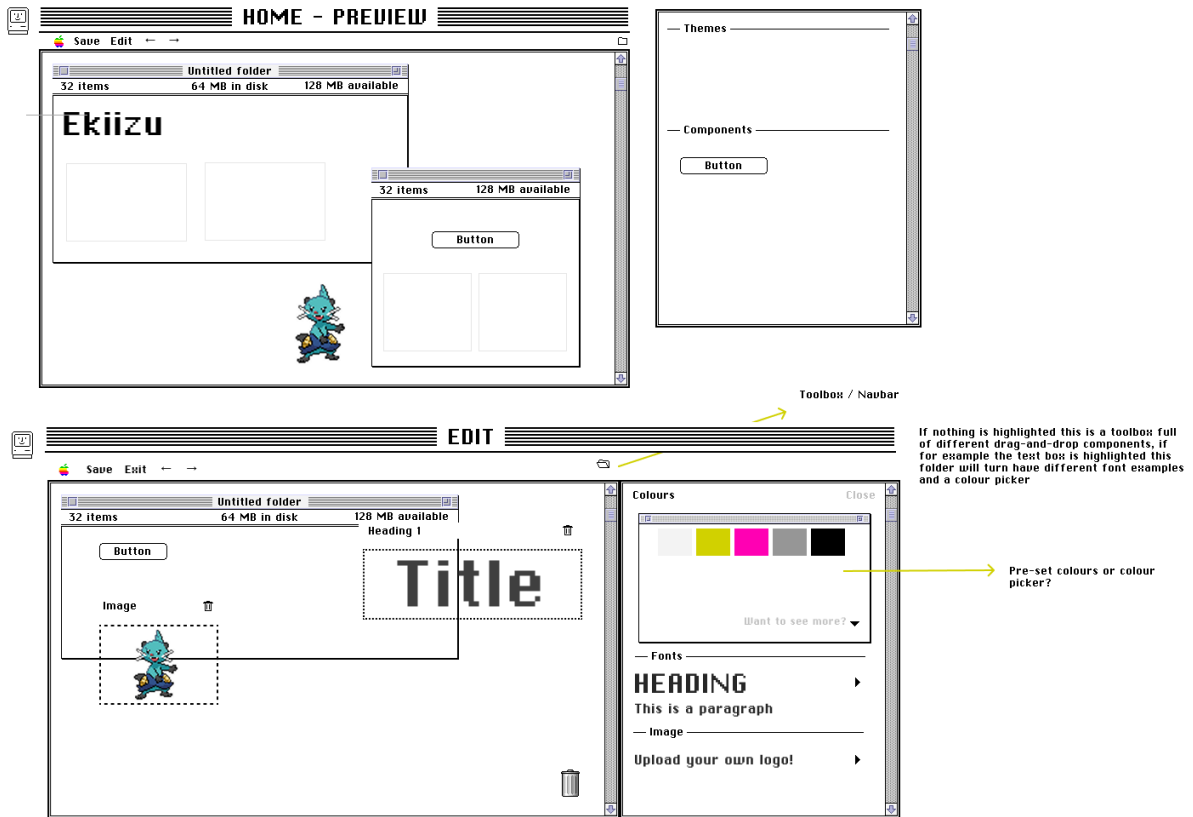 HOME - PREVIEW
Save Edit ← →
Untitled folder
32 items 64 MB in disk 128 MB available
Ekiizu
32 items 128 MB available
Button
Themes
Components
Button
Toolbox / Navbar
EDIT
Save Exit ← →
If nothing is highlighted this is a toolbox full
of different drag-and-drop components, if
for example the text box is highlighted this
folder will turn have different font examples
and a colour picker
Untitled folder
32 items 64 MB in disk 128 MB available
Heading 1
Button
Title
Image
Colours Close
Want to see more?
Pre-set colours or colour
picker?
Fonts
HEADING
This is a paragraph
Image
Upload your own logo!